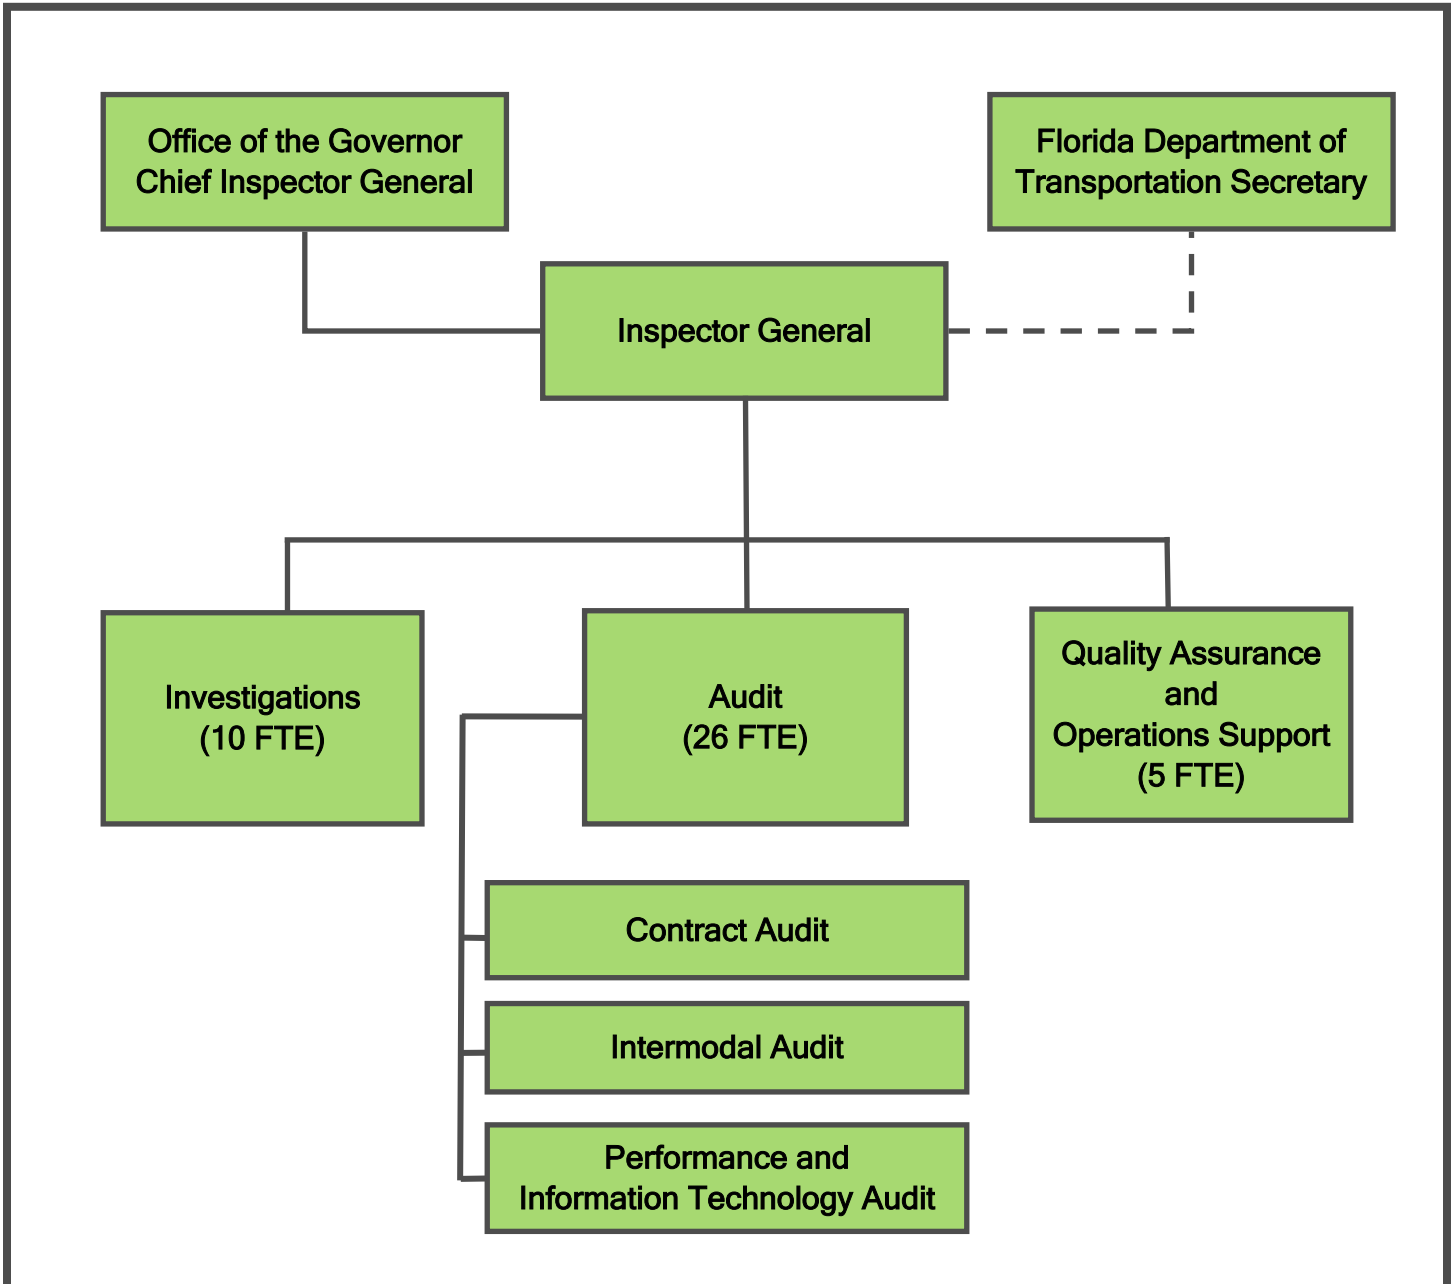 Office of the Governor
Chief Inspector General
Florida Department of
Transportation Secretary
Inspector General
Investigations
(10 FTE)
Audit
(26 FTE)
Quality Assurance
and
Operations Support
(5 FTE)
Contract Audit
Intermodal Audit
Performance and
Information Technology Audit